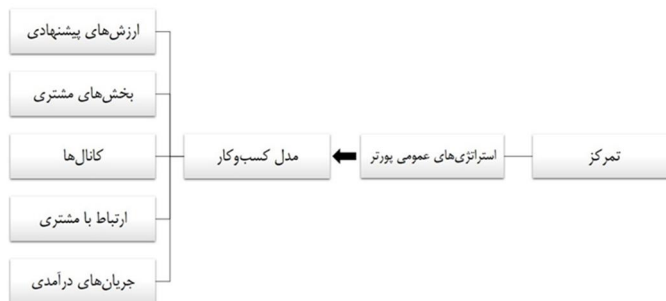 ارزش‌های پیشنهادی
بخش‌های مشتری
تمرکز
استراتژی‌های عمومی پورتر
مدل کسب‌وکار
کانال‌ها
ارتباط با مشتری
جریان‌های درآمدی